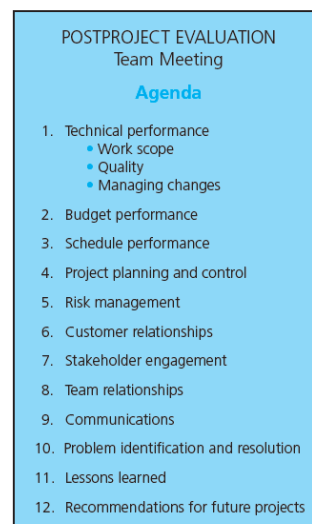 POSTPROJECT EVALUATION
Team Meeting
Agenda
1. Technical performance
• Work scope
• Quality
• Managing changes
2. Budget performance
3. Schedule performance
4. Project planning and control
5. Risk management
6. Customer relationships
7. Stakeholder engagement
8. Team relationships
9. Communications
10. Problem identification and resolution
11. Lessons learned
12. Recommendations for future projects